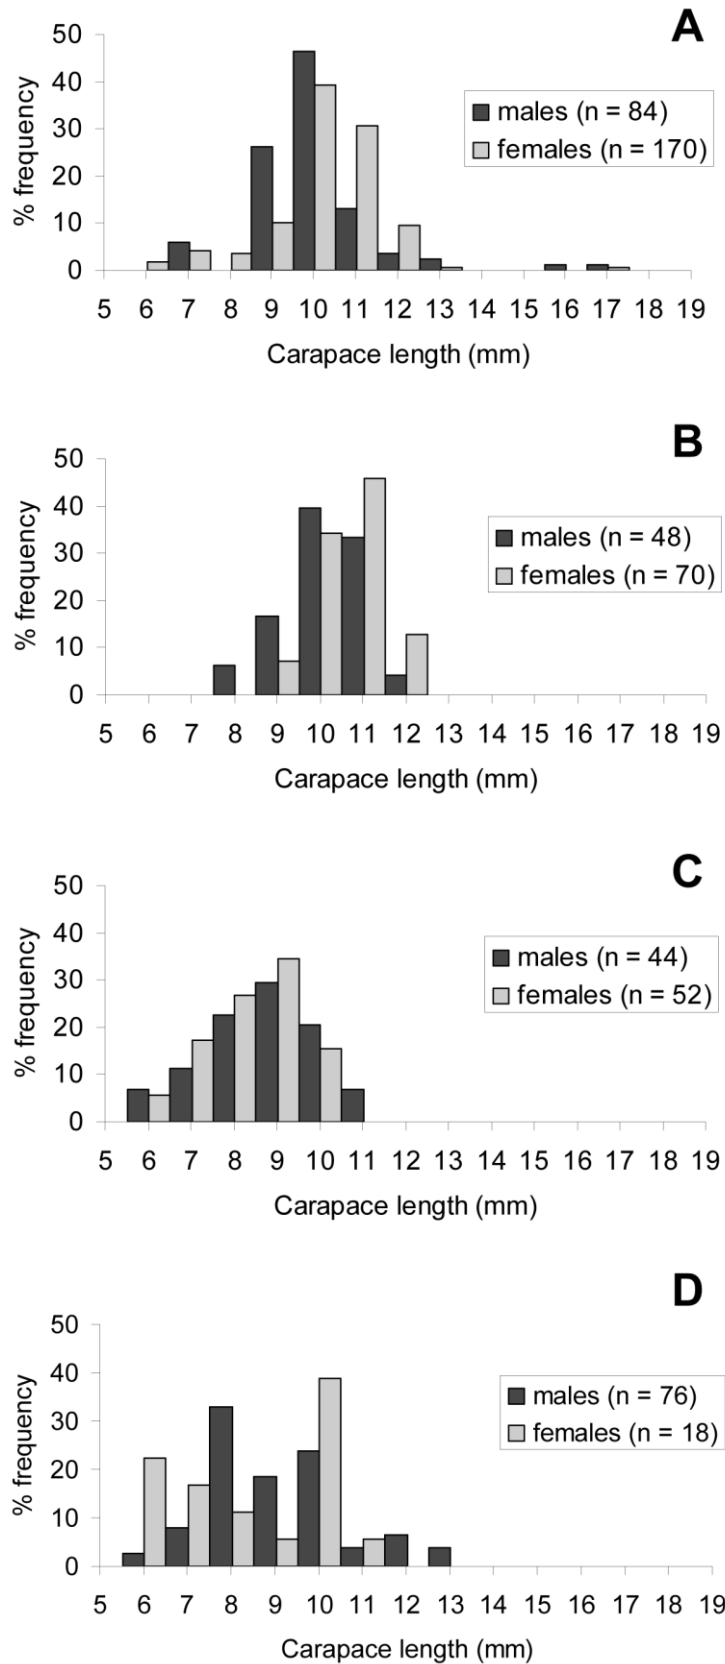 A
50
40
30
20
10
0
% frequency
males (n = 84)
females (n = 170)
5 6 7 8 9 10 11 12 13 14 15 16 17 18 19
Carapace length (mm)
B
50
40
30
20
10
0
% frequency
males (n = 48)
females (n = 70)
5 6 7 8 9 10 11 12 13 14 15 16 17 18 19
Carapace length (mm)
C
50
40
30
20
10
0
% frequency
males (n = 44)
females (n = 52)
5 6 7 8 9 10 11 12 13 14 15 16 17 18 19
Carapace length (mm)
D
50
40
30
20
10
0
% frequency
males (n = 76)
females (n = 18)
5 6 7 8 9 10 11 12 13 14 15 16 17 18 19
Carapace length (mm)